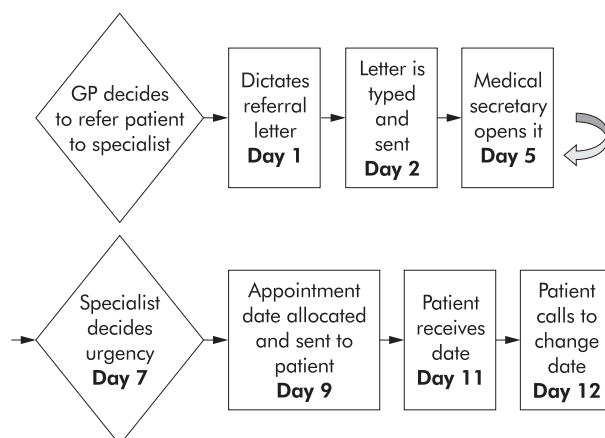 GP decides
to refer patient
to specialist
Dictates
referral
letter
Day 1
Letter is
typed
and
sent
Day 2
Medical
secretary
opens it
Day 5
Specialist
decides
urgency
Day 7
Appointment
date allocated
and sent to
patient
Day 9
Patient
receives
date
Day 11
Patient
calls to
change
date
Day 12